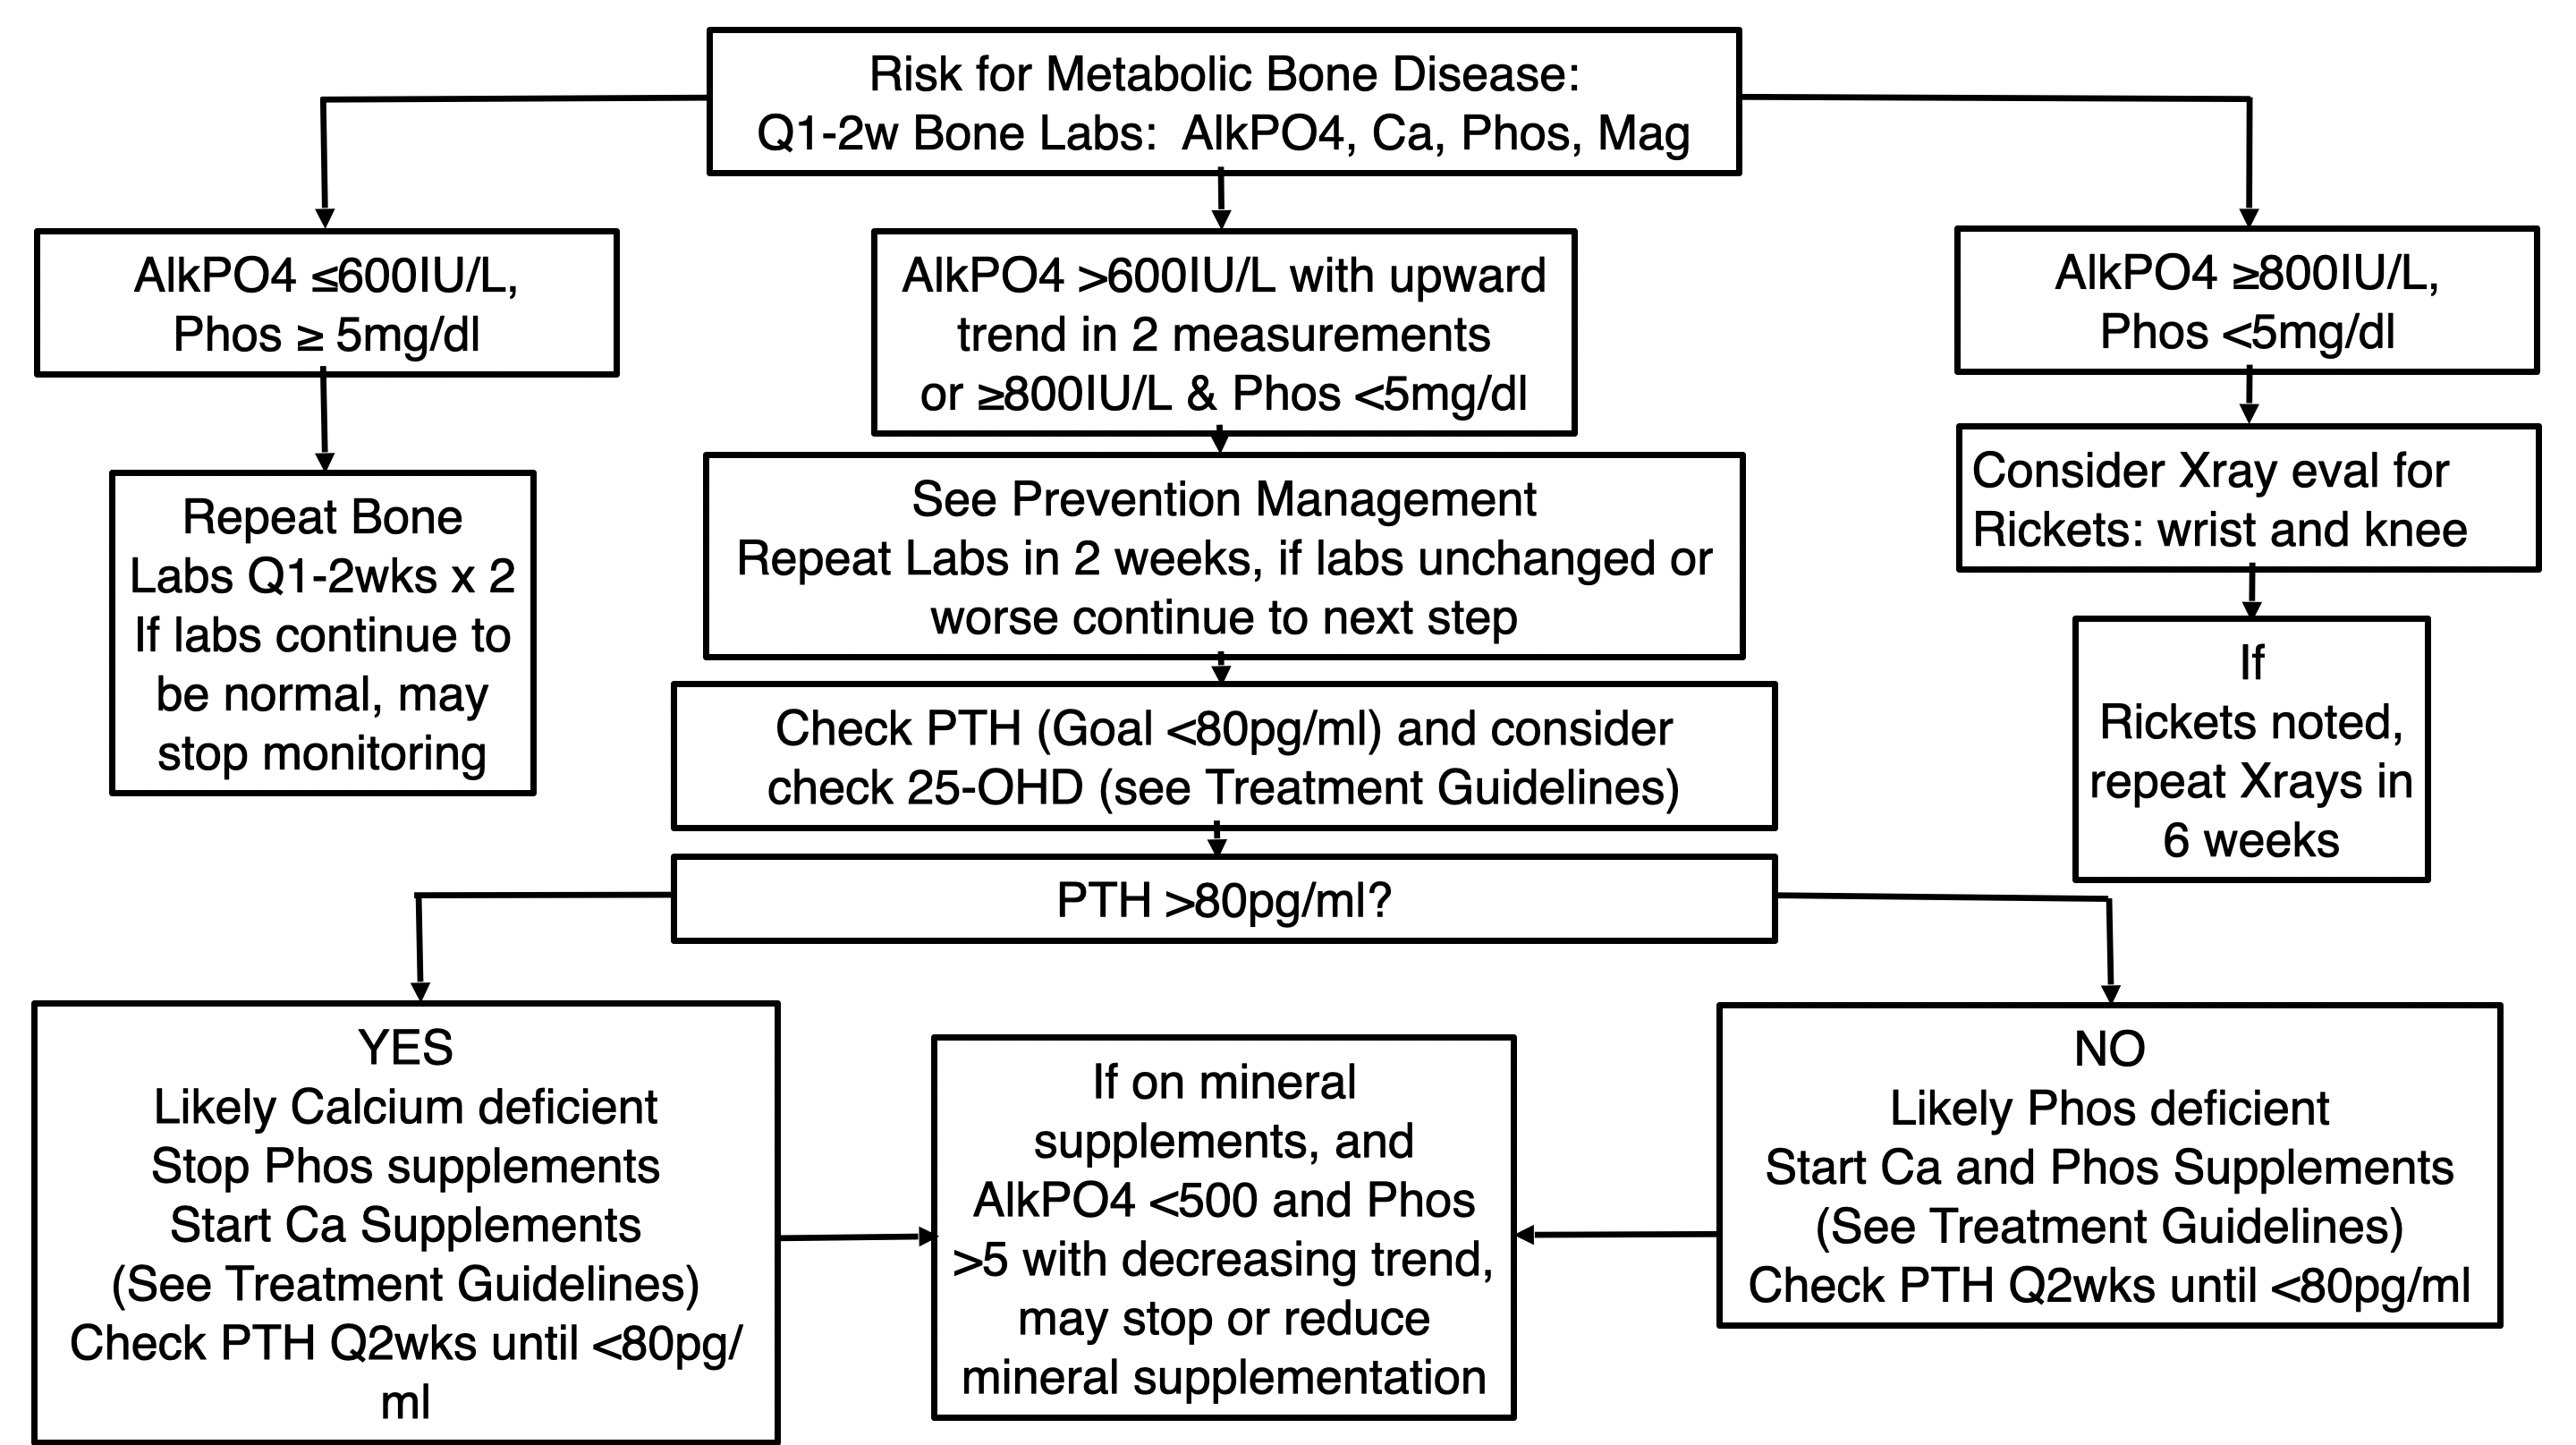 Risk for Metabolic Bone Disease:
Q1-2w Bone Labs:  AlkPO4, Ca, Phos, Mag
AlkPO4 ≤600IU/L,
Phos ≥ 5mg/dl
Repeat Bone
Labs Q1-2wks x 2
If labs continue to
be normal, may
stop monitoring
AlkPO4 >600IU/L with upward
trend in 2 measurements
or ≥800IU/L & Phos <5mg/dl
See Prevention Management
Repeat Labs in 2 weeks, if labs unchanged or
worse continue to next step
Check PTH (Goal <80pg/ml) and consider
check 25-OHD (see Treatment Guidelines)
AlkPO4 ≥800IU/L,
Phos <5mg/dl
Consider Xray eval for
Rickets: wrist and knee
If
Rickets noted,
repeat Xrays in
6 weeks
PTH >80pg/ml?
YES
Likely Calcium deficient
Stop Phos supplements
Start Ca Supplements
(See Treatment Guidelines)
Check PTH Q2wks until <80pg/
ml
If on mineral
supplements, and
AlkPO4 <500 and Phos
>5 with decreasing trend,
may stop or reduce
mineral supplementation
NO
Likely Phos deficient
Start Ca and Phos Supplements
(See Treatment Guidelines)
Check PTH Q2wks until <80pg/ml